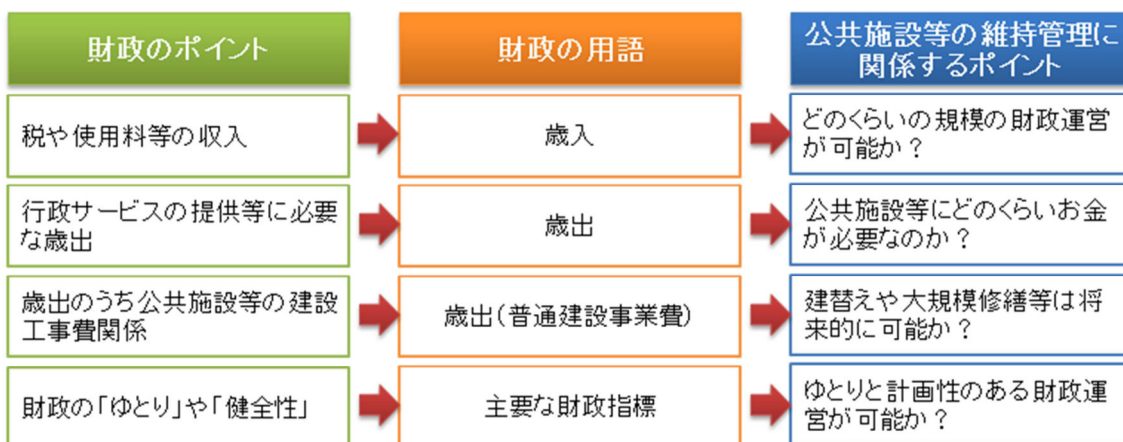 財政のポイント
財政の用語
公共施設等の維持管理に
関係するポイント
税や使用料等の収入
歳入
どのくらいの規模の財政運営
が可能か？
行政サービスの提供等に必要
な歳出
歳出
公共施設等にどのくらいお金
が必要なのか？
歳出のうち公共施設等の建設
工事費関係
歳出（普通建設事業費）
建替えや大規模修繕等は将
来的に可能か？
財政の「ゆとり」や「健全性」
主要な財政指標
ゆとりと計画性のある財政運
営が可能か？